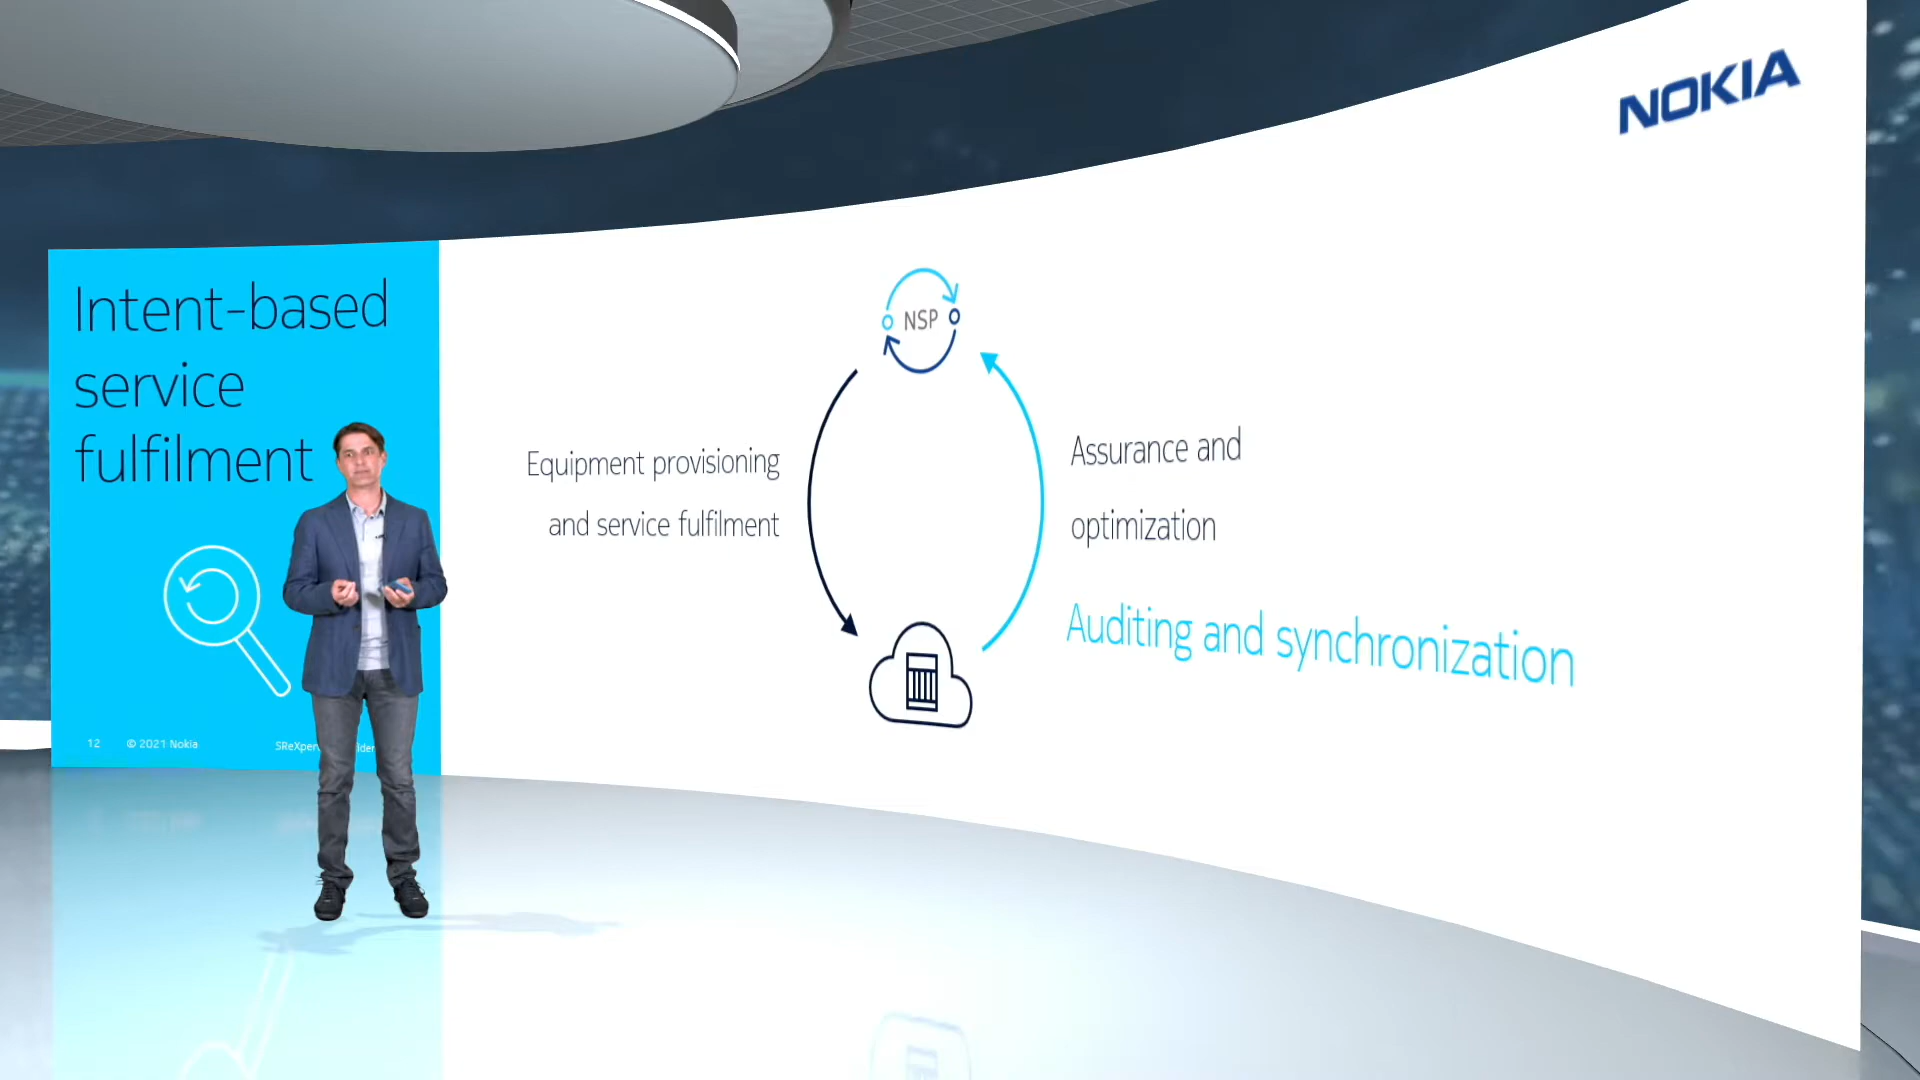 NOKIA
Intent-based
service
fulfilment
NSP
Equipment provisioning
and service fulfilment
Assurance and
optimization
Auditing and synchronization
12 © 2021 Nokia